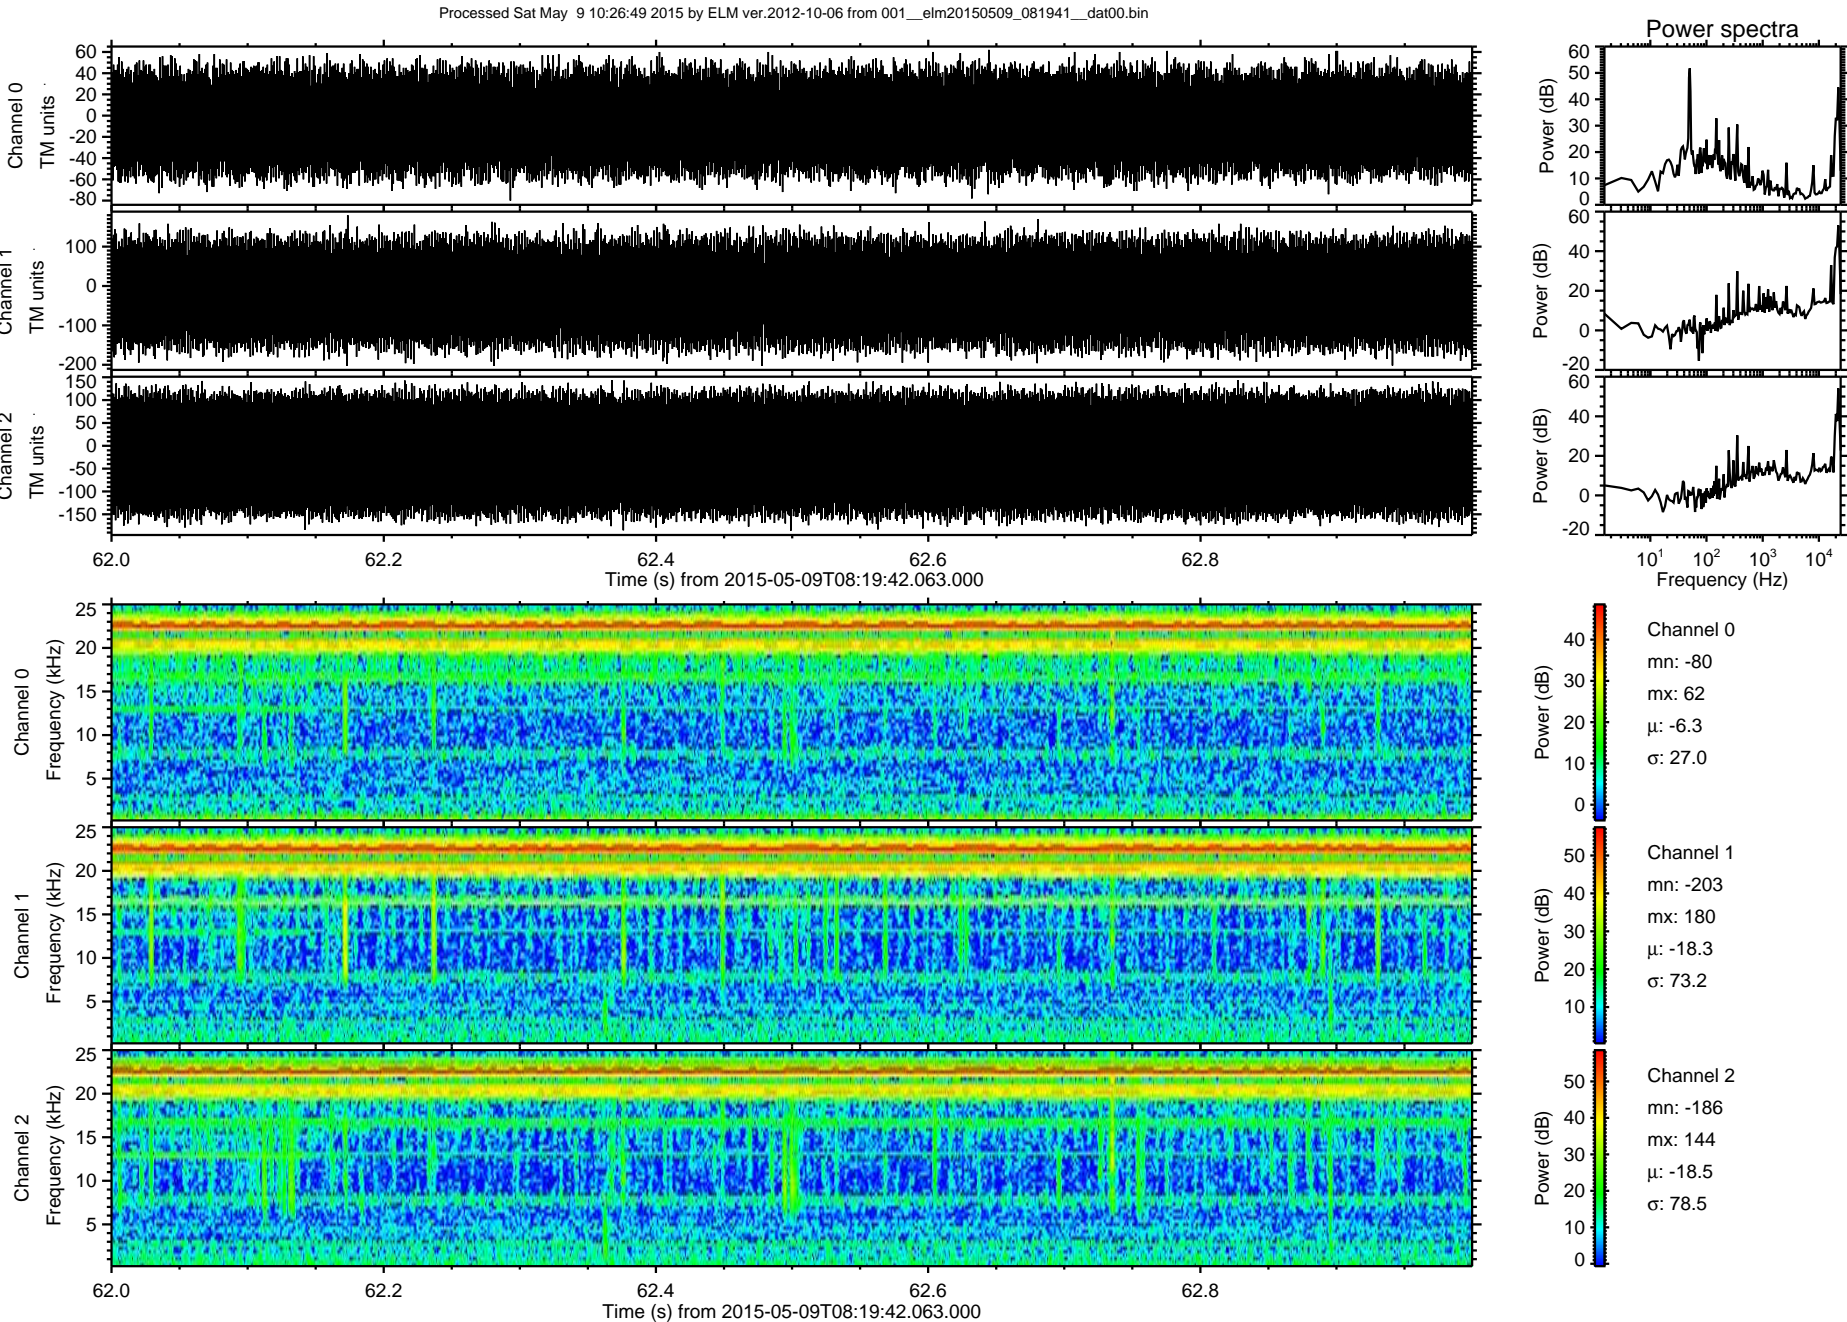 Processed Sat May 9 10:26:49 2015 by ELM ver.2012-10-06 from 001__elm20150509_081941__dat00.bin
Power spectra
Channel 0
TM units
60
40
20
0
-20
-40
-60
-80
Power (dB)
60
50
40
30
20
10
0
Channel 1
TM units
100
0
-100
-200
Power (dB)
60
40
20
0
-20
Channel 2
TM units
150
100
50
0
-50
-100
-150
Power (dB)
60
40
20
0
-20
62.0 62.2 62.4 62.6 62.8
Time (s) from 2015-05-09T08:19:42.063.000
10^1 10^2 10^3 10^4
Frequency (Hz)
Channel 0
Frequency (kHz)
25
20
15
10
5
Power (dB)
40
30
20
10
0
Channel 0
mn: -80
mx: 62
μ: -6.3
σ: 27.0
Channel 1
Frequency (kHz)
25
20
15
10
5
Power (dB)
50
40
30
20
10
Channel 1
mn: -203
mx: 180
μ: -18.3
σ: 73.2
Channel 2
Frequency (kHz)
25
20
15
10
5
Power (dB)
50
40
30
20
10
0
Channel 2
mn: -186
mx: 144
μ: -18.5
σ: 78.5
62.0 62.2 62.4 62.6 62.8
Time (s) from 2015-05-09T08:19:42.063.000